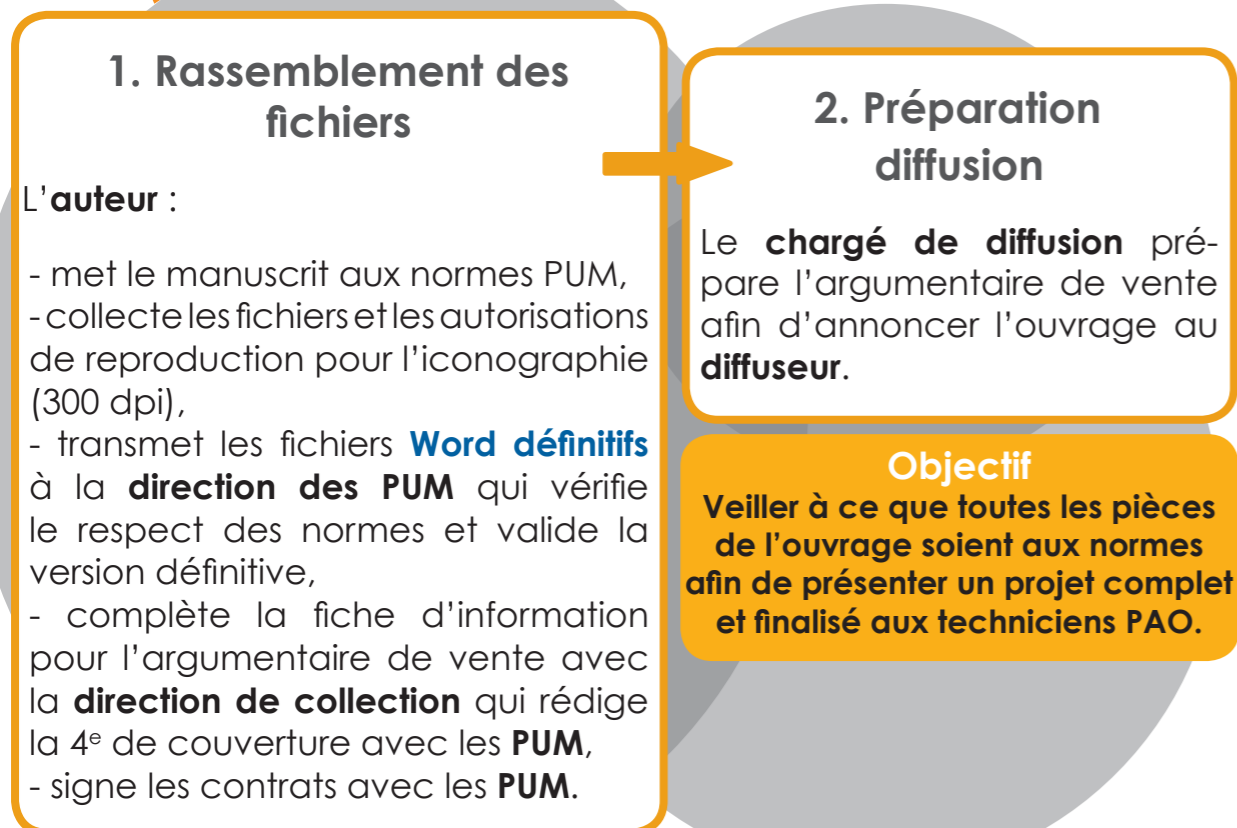 1. Rassemblement des
fichiers
L’auteur :
- met le manuscrit aux normes PUM,
- collecte les fichiers et les autorisations
de reproduction pour l’iconographie
(300 dpi),
- transmet les fichiers Word définitifs
à la direction des PUM qui vérifie
le respect des normes et valide la
version définitive,
- complète la fiche d’information
pour l’argumentaire de vente avec
la direction de collection qui rédige
la 4e de couverture avec les PUM,
- signe les contrats avec les PUM.
2. Préparation
diffusion
Le chargé de diffusion pré-
pare l’argumentaire de vente
afin d’annoncer l’ouvrage au
diffuseur.
Objectif
Veiller à ce que toutes les pièces
de l’ouvrage soient aux normes
afin de présenter un projet complet
et finalisé aux techniciens PAO.